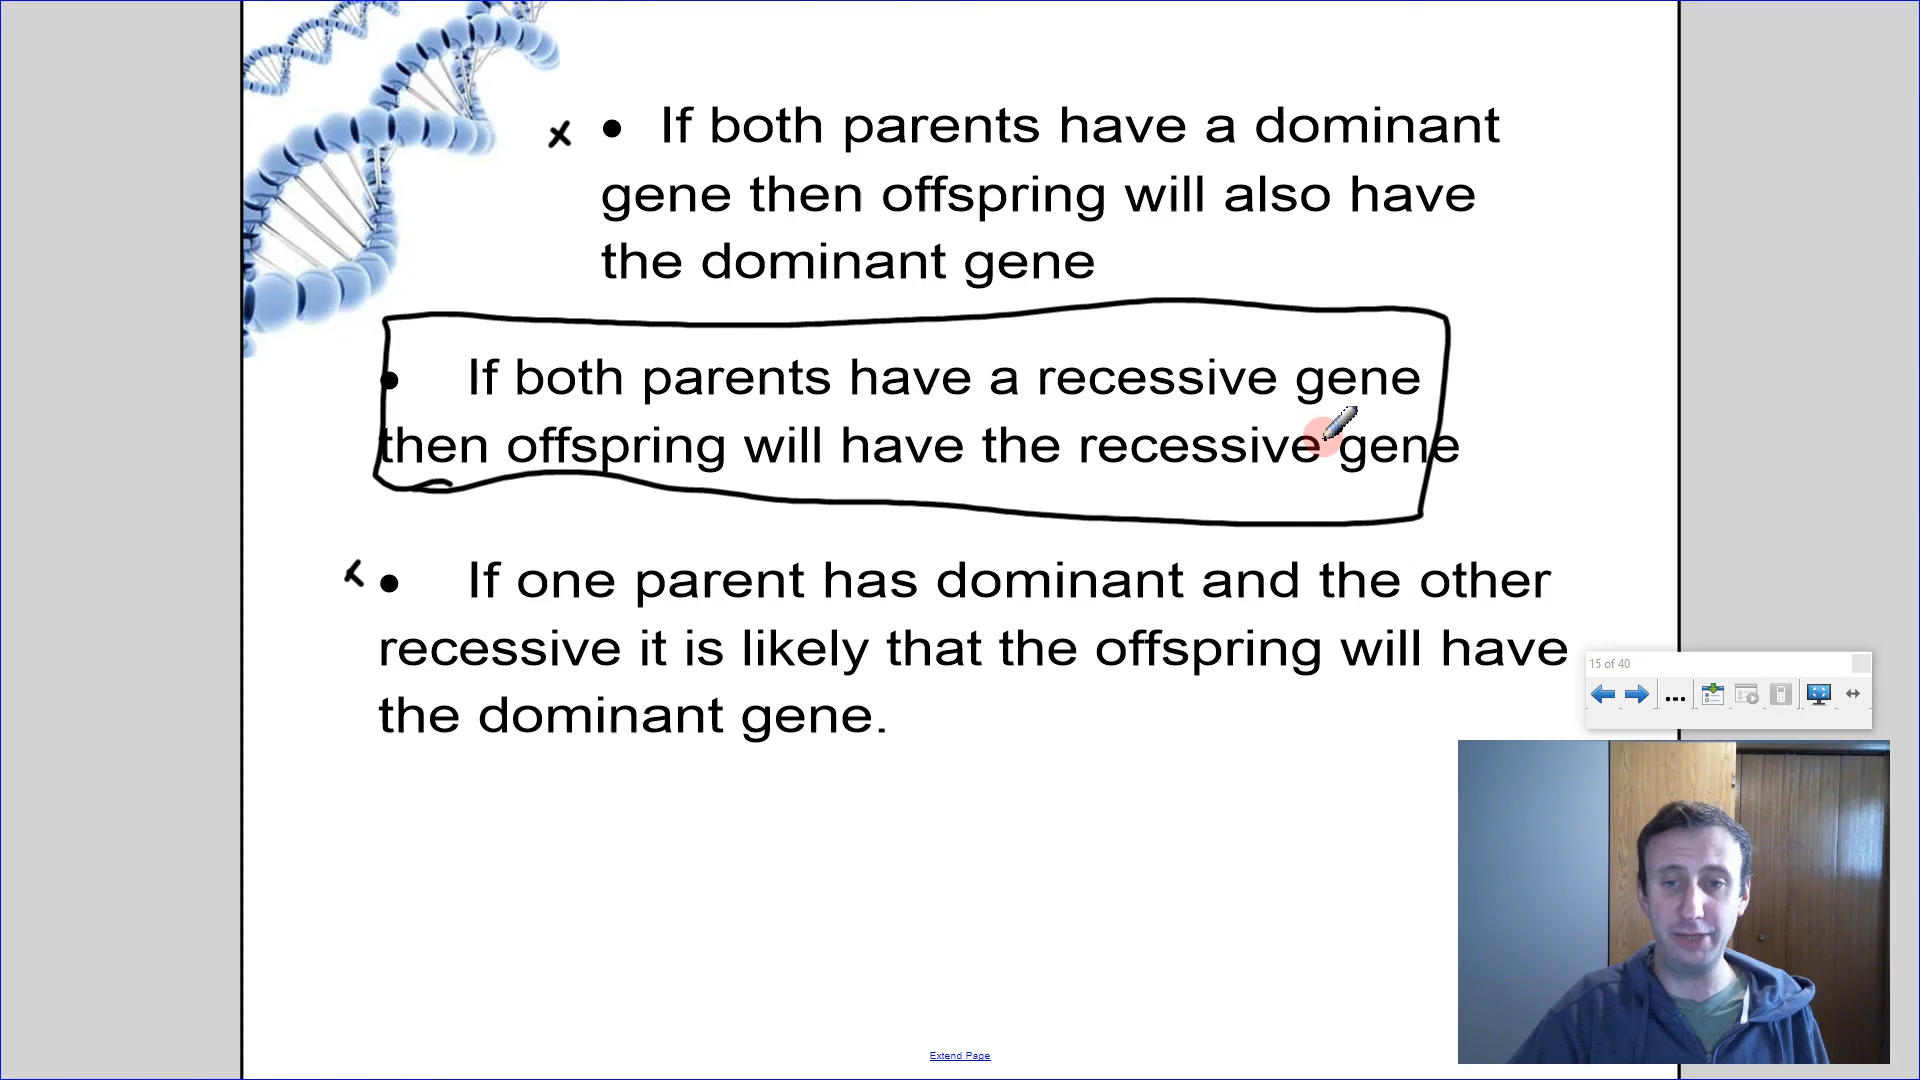 x • If both parents have a dominant
gene then offspring will also have
the dominant gene
• If both parents have a recessive gene
then offspring will have the recessive gene
• If one parent has dominant and the other
recessive it is likely that the offspring will have
the dominant gene.
15 of 40
Extend Page